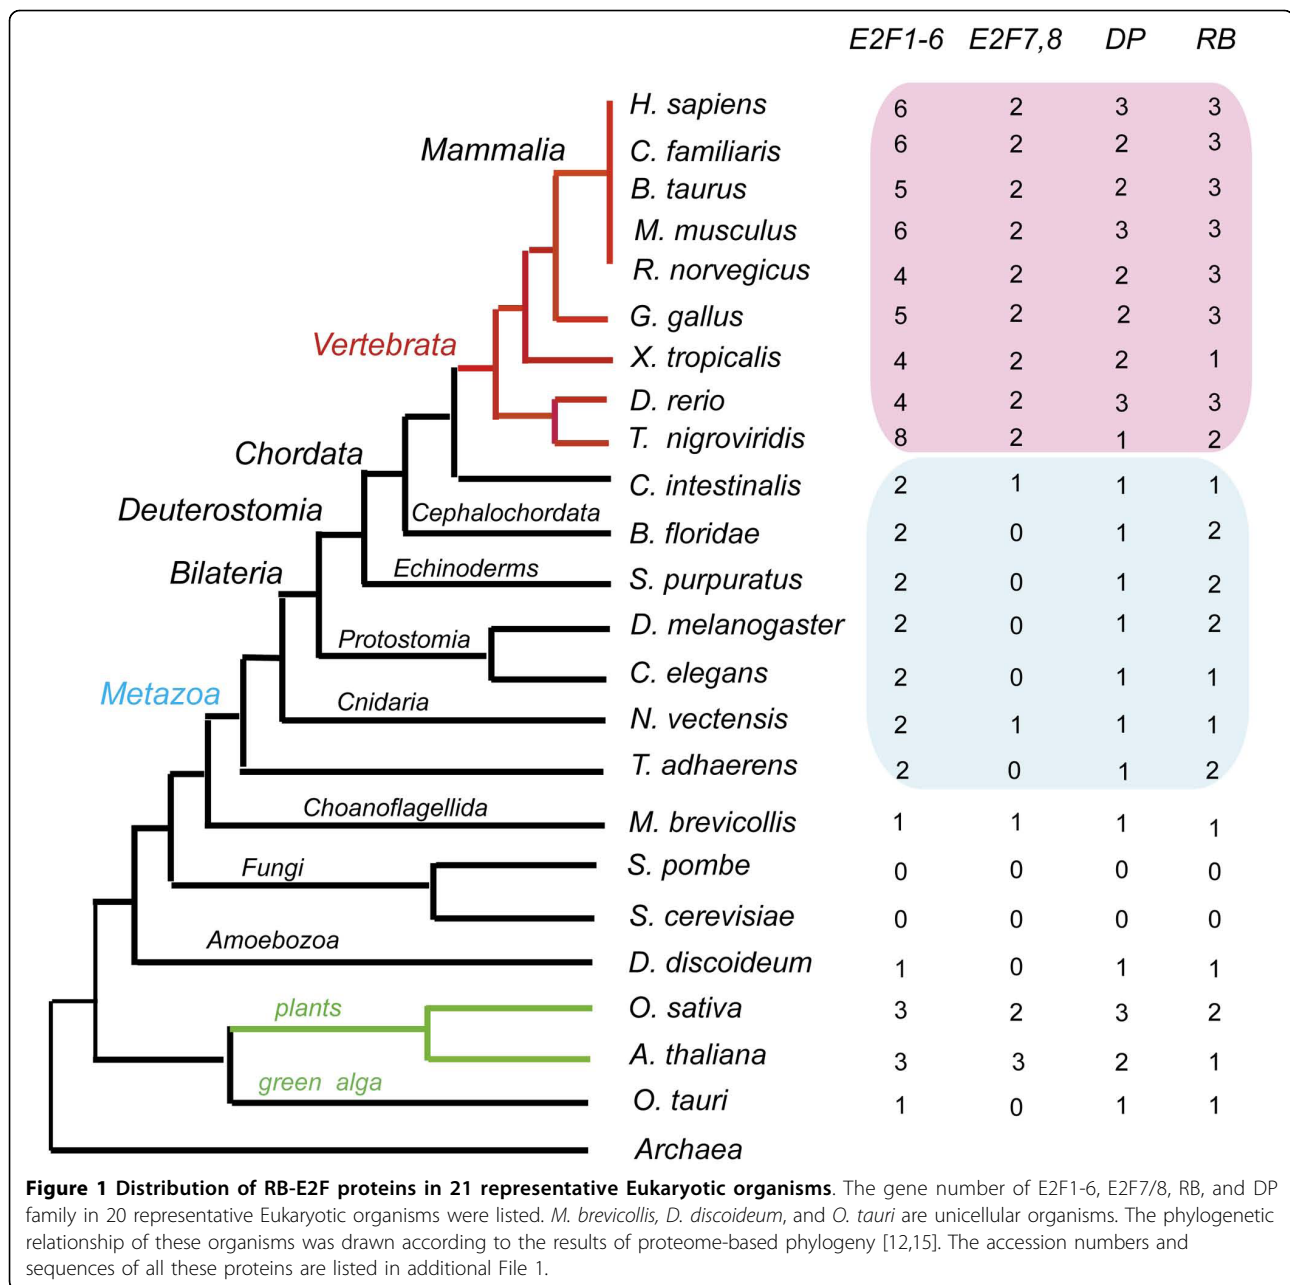 E2F1-6 E2F7,8 DP RB
H. sapiens 6 2 3 3
Mammalia C. familiaris 6 2 2 3
B. taurus 5 2 2 3
M. musculus 6 2 3 3
R. norvegicus 4 2 2 3
G. gallus 5 2 2 3
Vertebrata X. tropicalis 4 2 2 1
D. rerio 4 2 3 3
T. nigroviridis 8 2 1 2
Chordata C. intestinalis 2 1 1 1
Deuterostomia Cephalochordata B. floridae 2 0 1 2
Bilateria Echinoderms S. purpuratus 2 0 1 2
Protostomia D. melanogaster 2 0 1 2
C. elegans 2 0 1 1
Metazoa Cnidaria N. vectensis 2 1 1 1
T. adhaerens 2 0 1 2
Choanoflagellida M. brevicollis 1 1 1 1
Fungi S. pombe 0 0 0 0
S. cerevisiae 0 0 0 0
Amoebozoa D. discoideum 1 0 1 1
plants O. sativa 3 2 3 2
A. thaliana 3 3 2 1
green alga O. tauri 1 0 1 1
Archaea
Figure 1 Distribution of RB-E2F proteins in 21 representative Eukaryotic organisms. The gene number of E2F1-6, E2F7/8, RB, and DP
family in 20 representative Eukaryotic organisms were listed. M. brevicollis, D. discoideum, and O. tauri are unicellular organisms. The phylogenetic
relationship of these organisms was drawn according to the results of proteome-based phylogeny [12,15]. The accession numbers and
sequences of all these proteins are listed in additional File 1.